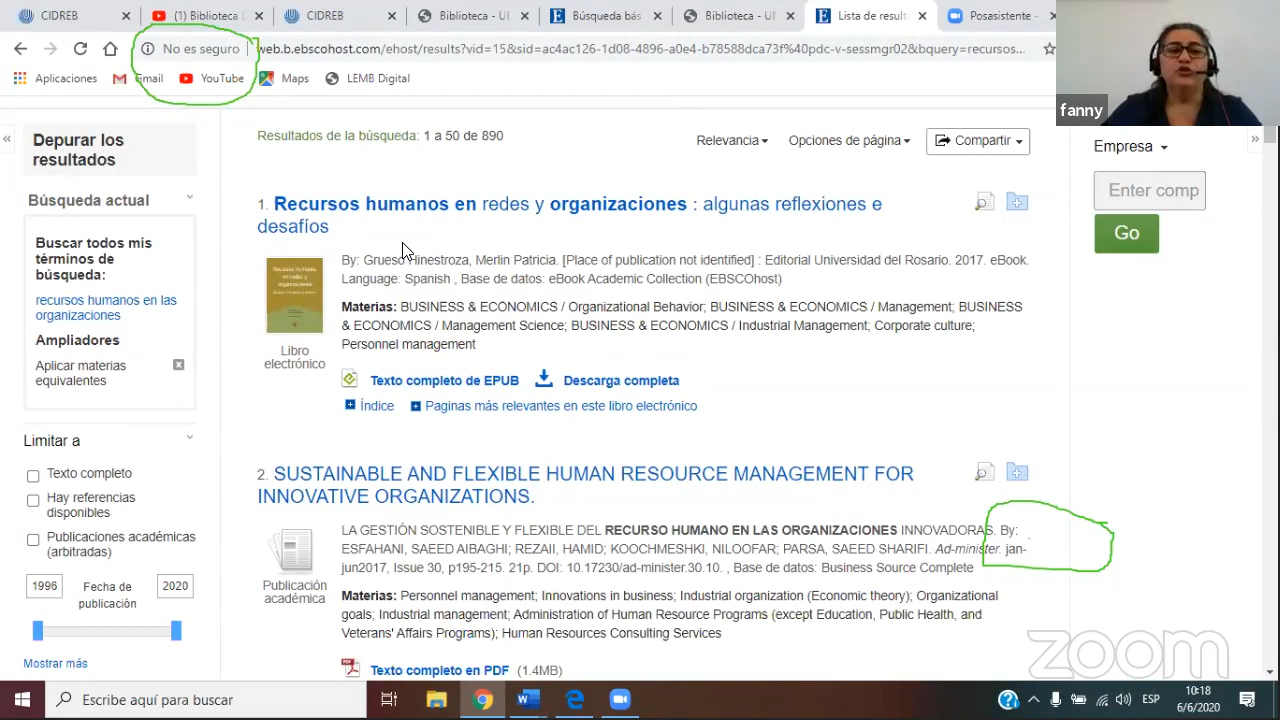 CIDREB
(1) Banco Esta
CIDREB
Biblioteca - UN
Búsqueda bás
Biblioteca - UN
Lista de result
Posasistente -
No es seguro
web.b.ebscohost.com/ehost/results?vid=15&sid=ac4ac126-1d08-4896-a0e4-b78588dca73f%40pdc-v-sessmgr02&bquery=recursos...
Aplicaciones
Gmail
YouTube
Maps
LEMB Digital
fanny
Depurar los
resultados
Búsqueda actual
Buscar todos mis
términos de
búsqueda:
recursos humanos en las
organizaciones
Ampliadores
Aplicar materias
equivalentes
Limitar a
Texto completo
Hay referencias
disponibles
Publicaciones académicas
(arbitradas)
1996
Fecha de
publicación
2020
Mostrar más
Resultados de la búsqueda: 1 a 50 de 890
Relevancia
Opciones de página
Compartir
1. Recursos humanos en redes y organizaciones : algunas reflexiones e
desafíos
Libro
electrónico
By: Grueso Hinestroza, Merlin Patricia. [Place of publication not identified] : Editorial Universidad del Rosario. 2017. eBook.
Language: Spanish , Base de datos: eBook Academic Collection (EBSCOhost)
Materias: BUSINESS & ECONOMICS / Organizational Behavior; BUSINESS & ECONOMICS / Management; BUSINESS
& ECONOMICS / Management Science; BUSINESS & ECONOMICS / Industrial Management; Corporate culture;
Personnel management
Texto completo de EPUB
Descarga completa
Índice
Paginas más relevantes en este libro electrónico
2. SUSTAINABLE AND FLEXIBLE HUMAN RESOURCE MANAGEMENT FOR
INNOVATIVE ORGANIZATIONS.
Publicación
académica
LA GESTIÓN SOSTENIBLE Y FLEXIBLE DEL RECURSO HUMANO EN LAS ORGANIZACIONES INNOVADORAS. By:
ESFAHANI, SAEED AIBAGHI; REZAII, HAMID; KOOCHMESHKI, NILOOFAR; PARSA, SAEED SHARIFI. Ad-minister. jan-
jun2017, Issue 30, p195-215. 21p. DOI: 10.17230/ad-minister.30.10. , Base de datos: Business Source Complete
Materias: Personnel management; Innovations in business; Industrial organization (Economic theory); Organizational
goals; Industrial management; Administration of Human Resource Programs (except Education, Public Health, and
Veterans' Affairs Programs); Human Resources Consulting Services
Texto completo en PDF (1.4MB)
Empresa
Enter comp
Go
zoom
Escribe aquí para buscar
ESP
10:18
6/6/2020